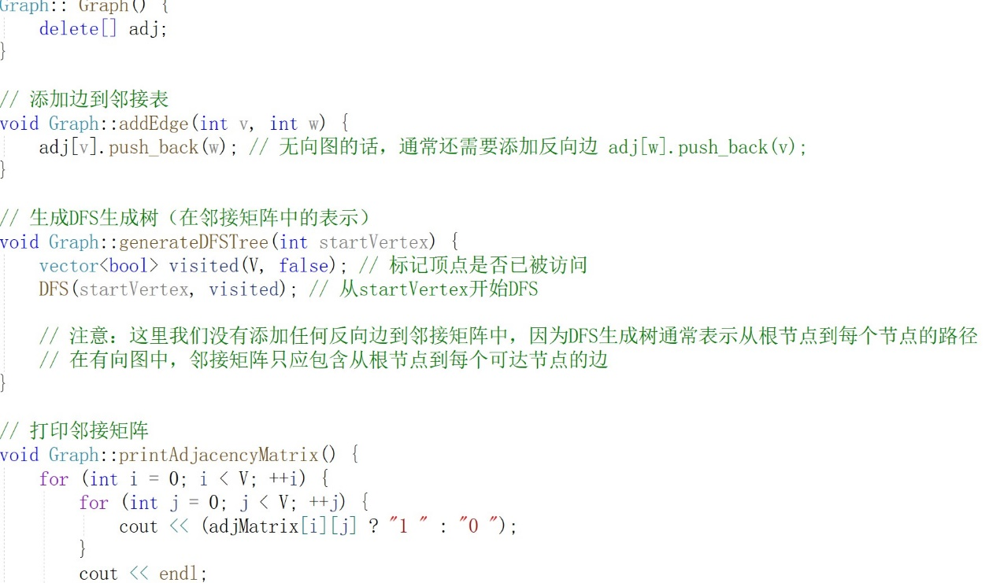 Graph:: Graph() {
    delete[] adj;
}

// 添加边到邻接表
void Graph::addEdge(int v, int w) {
    adj[v].push_back(w); // 无向图的话，通常还需要添加反向边 adj[w].push_back(v);
}

// 生成DFS生成树（在邻接矩阵中的表示）
void Graph::generateDFSTree(int startVertex) {
    vector<bool> visited(V, false); // 标记顶点是否已被访问
    DFS(startVertex, visited); // 从startVertex开始DFS

    // 注意：这里我们没有添加任何反向边到邻接矩阵中，因为DFS生成树通常表示从根节点到每个节点的路径
    // 在有向图中，邻接矩阵只应包含从根节点到每个可达节点的边
}

// 打印邻接矩阵
void Graph::printAdjacencyMatrix() {
    for (int i = 0; i < V; ++i) {
        for (int j = 0; j < V; ++j) {
            cout << (adjMatrix[i][j] ? "1 " : "0 ");
        }
        cout << endl;